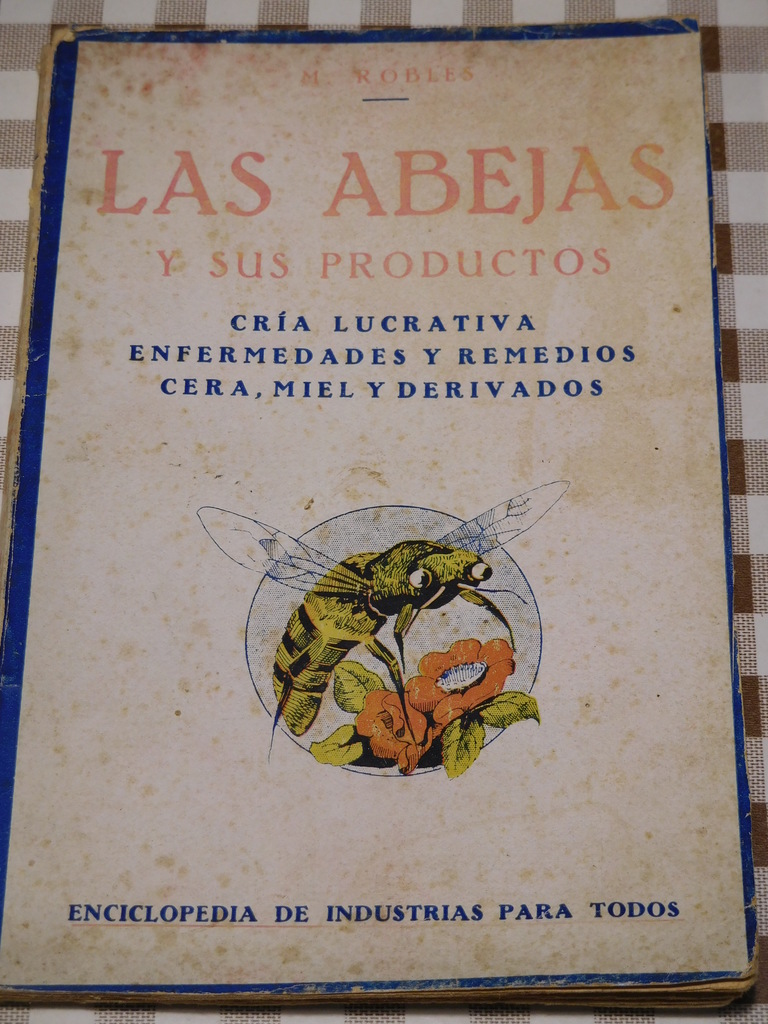 M. ROBLES
LAS ABEJAS
Y SUS PRODUCTOS
CRÍA LUCRATIVA
ENFERMEDADES Y REMEDIOS
CERA, MIEL Y DERIVADOS
ENCICLOPEDIA DE INDUSTRIAS PARA TODOS